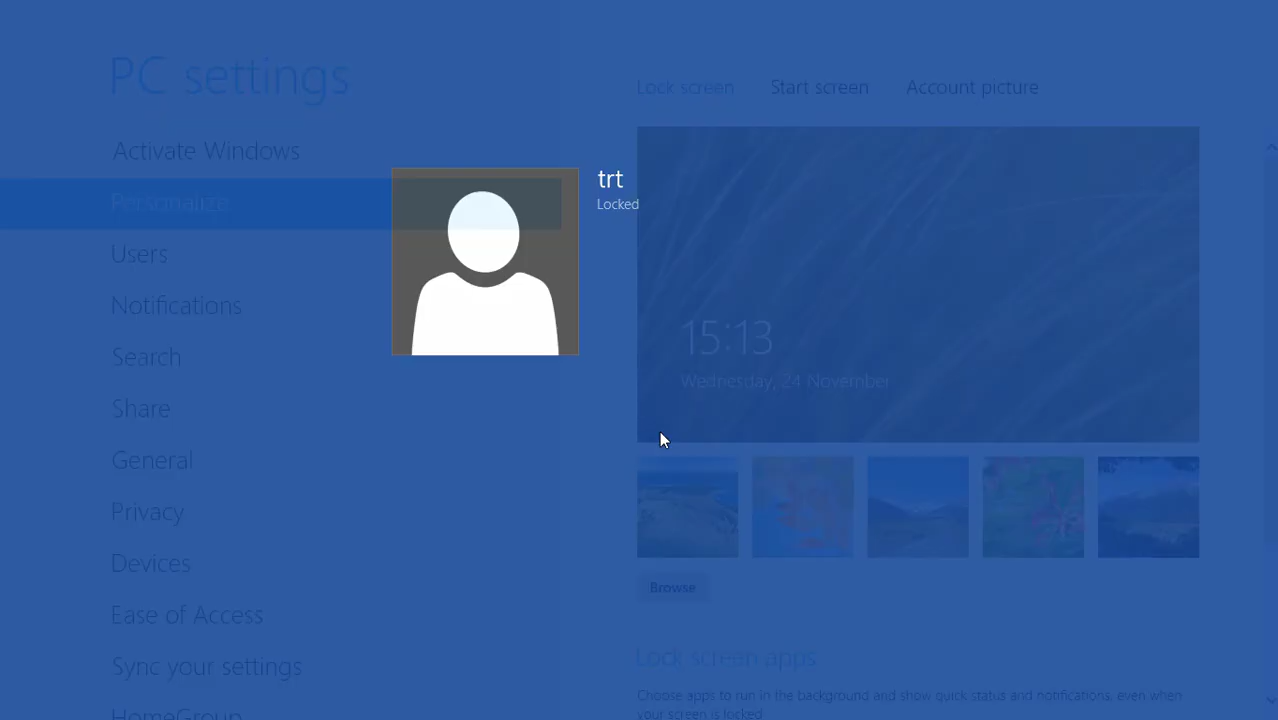 PC settings
Activate Windows
Personalize
Users
Notifications
Search
Share
General
Privacy
Devices
Ease of Access
Sync your settings
HomeGroup
trt
Locked
Lock screen
Start screen
Account picture
15:13
Wednesday, 24 November
Browse
Lock screen apps
Choose apps to run in the background and show quick status and notifications, even when
your screen is locked